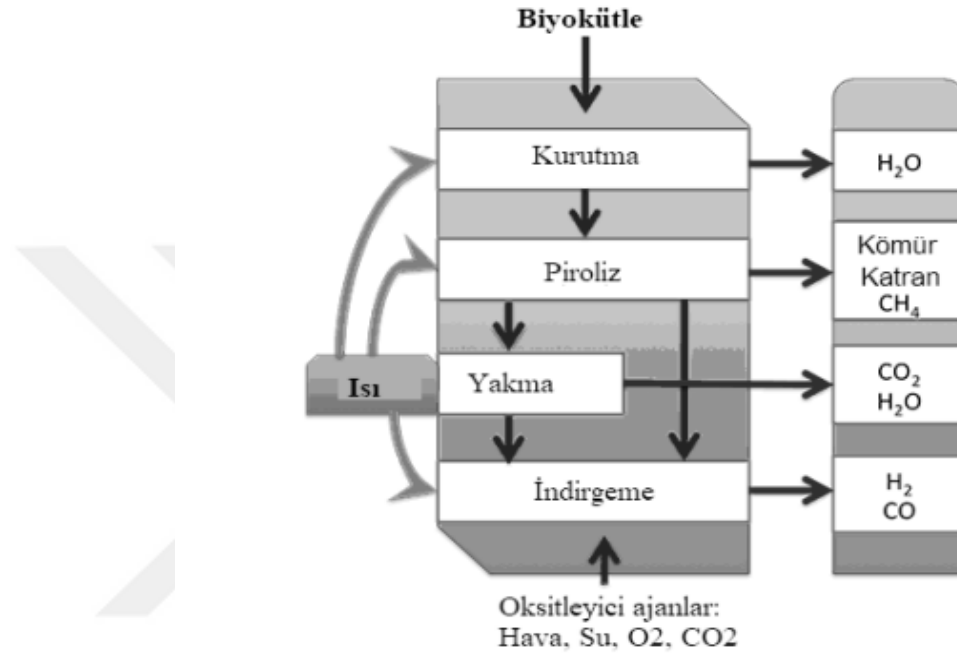 Biyokütle
Kurutma
H₂O
Piroliz
Kömür
Katran
CH₄
Isı
Yakma
CO₂
H₂O
İndirgeme
H₂
CO
Oksitleyici ajanlar:
Hava, Su, O2, CO2